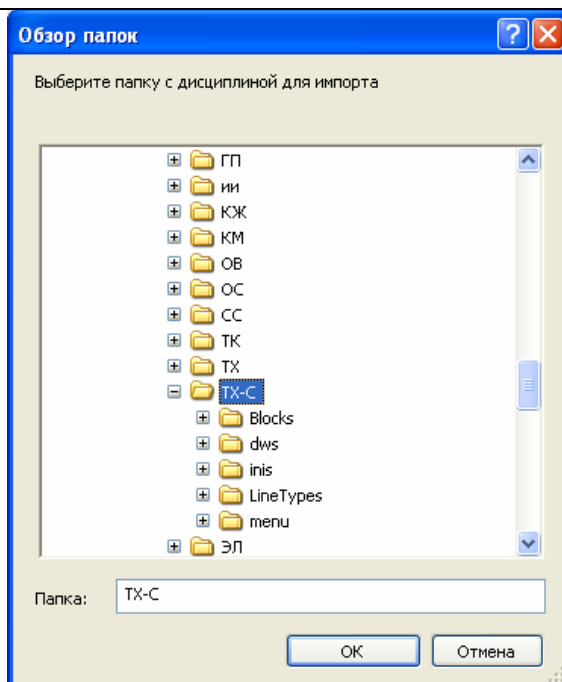 Обзор папок
Выберите папку с дисциплиной для импорта
ГП
ии
КЖ
КМ
ОВ
ОС
СС
ТК
ТХ
ТХ-С
Blocks
dws
inis
LineTypes
menu
ЭЛ
Папка: ТХ-С
ОК Отмена